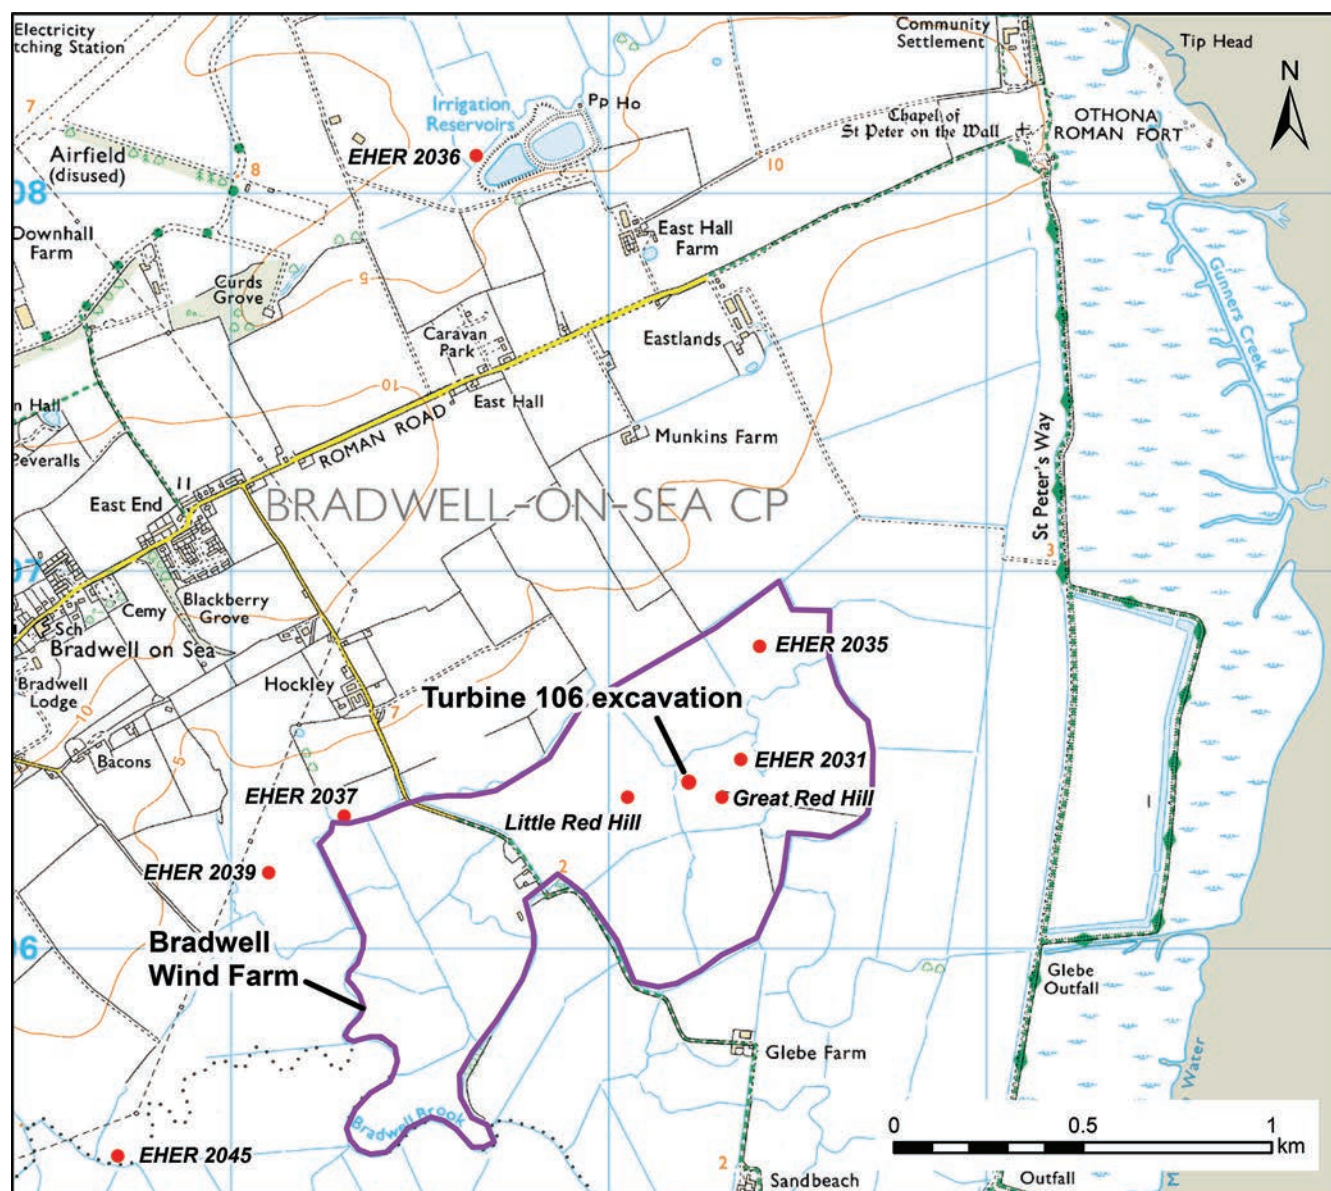 Electricity
tching Station
7
Community
Settlement
Tip Head
N
Irrigation
Reservoirs
Pp Ho
Chapel of
St Peter on the Wall
OTHONA
ROMAN FORT
EHER 2036
Airfield
(disused)
8
10
08
Downhall
Farm
East Hall
Farm
Curds
Grove
5
Gunners Creek
Caravan
Park
Eastlands
10
n Hall
East Hall
ROMAN ROAD
Munkins Farm
Peveralls
St Peter's Way
11
East End
BRADWELL-ON-SEA CP
3
07
Cemy
Blackberry
Grove
Sch
Bradwell on Sea
EHER 2035
Bradwell
Lodge
Hockley
Turbine 106 excavation
10
7
5
Bacons
EHER 2031
EHER 2037
Great Red Hill
Little Red Hill
2
EHER 2039
06
Bradwell
Wind Farm
Glebe
Outfall
Glebe Farm
Water
Bradwell Brook
0
0.5
1
km
EHER 2045
2
Sandbeach
Outfall
M